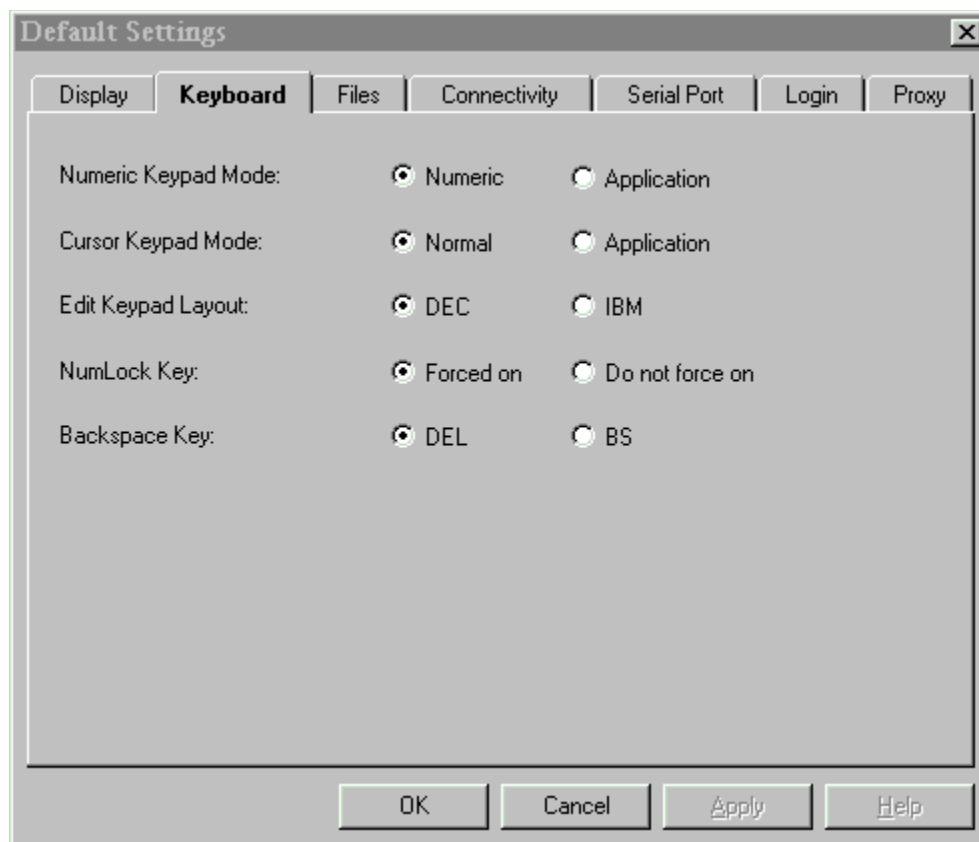 Default Settings
Display Keyboard Files Connectivity Serial Port Login Proxy
Numeric Keypad Mode: Numeric Application
Cursor Keypad Mode: Normal Application
Edit Keypad Layout: DEC IBM
NumLock Key: Forced on Do not force on
Backspace Key: DEL BS
OK Cancel Apply Help